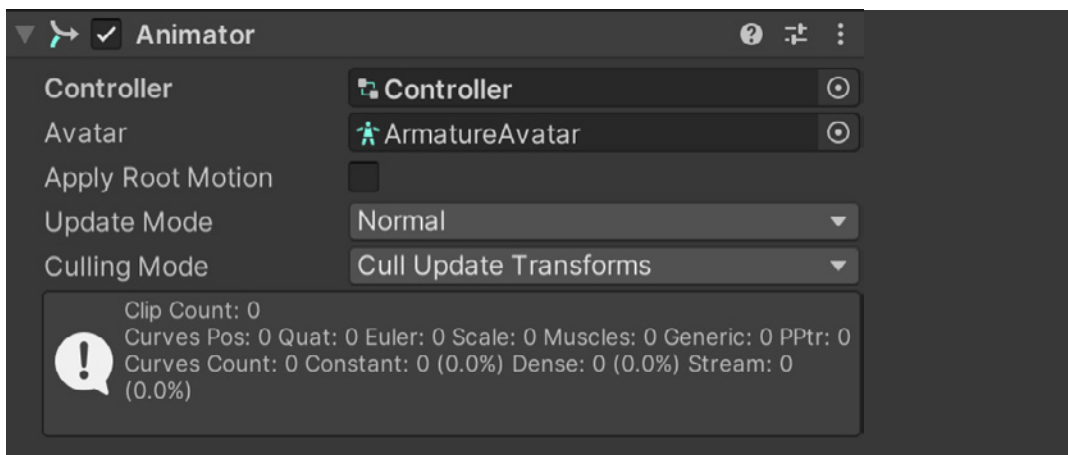 Animator
Controller Controller
Avatar ArmatureAvatar
Apply Root Motion
Update Mode Normal
Culling Mode Cull Update Transforms
Clip Count: 0
Curves Pos: 0 Quat: 0 Euler: 0 Scale: 0 Muscles: 0 Generic: 0 PPtr: 0
Curves Count: 0 Constant: 0 (0.0%) Dense: 0 (0.0%) Stream: 0
(0.0%)